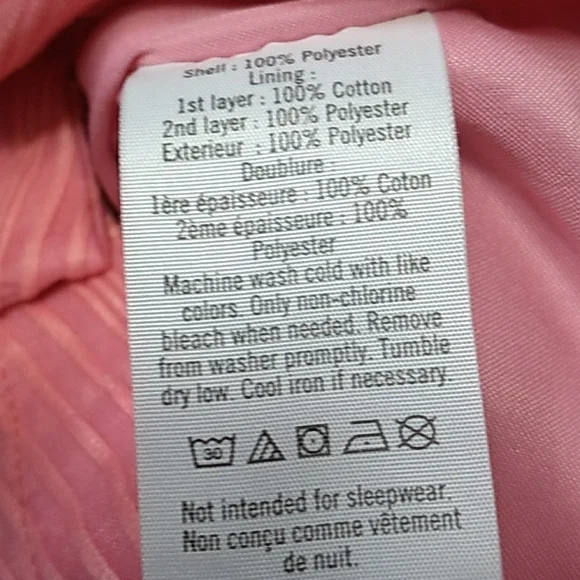 Shell : 100% Polyester
Lining :
1st layer : 100% Cotton
2nd layer : 100% Polyester
Exterieur : 100% Polyester
Doublure :
1ère épaisseure : 100% Coton
2ème épaisseure : 100%
Polyester
Machine wash cold with like
colors. Only non-chlorine
bleach when needed. Remove
from washer promptly. Tumble
dry low. Cool iron if necessary.
30
Not intended for sleepwear.
Non conçu comme vêtement
de nuit.